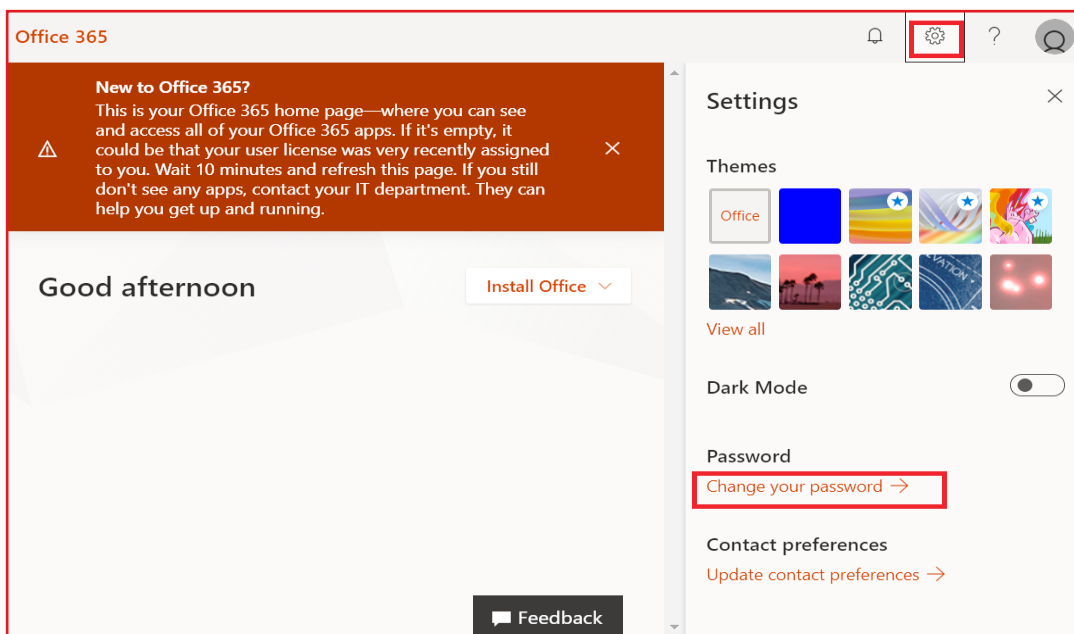 Office 365
?
New to Office 365?
This is your Office 365 home page—where you can see
and access all of your Office 365 apps. If it's empty, it
could be that your user license was very recently assigned
to you. Wait 10 minutes and refresh this page. If you still
don't see any apps, contact your IT department. They can
help you get up and running.
Good afternoon
Install Office
Feedback
Settings
Themes
Office
VATION
View all
Dark Mode
Password
Change your password →
Contact preferences
Update contact preferences →